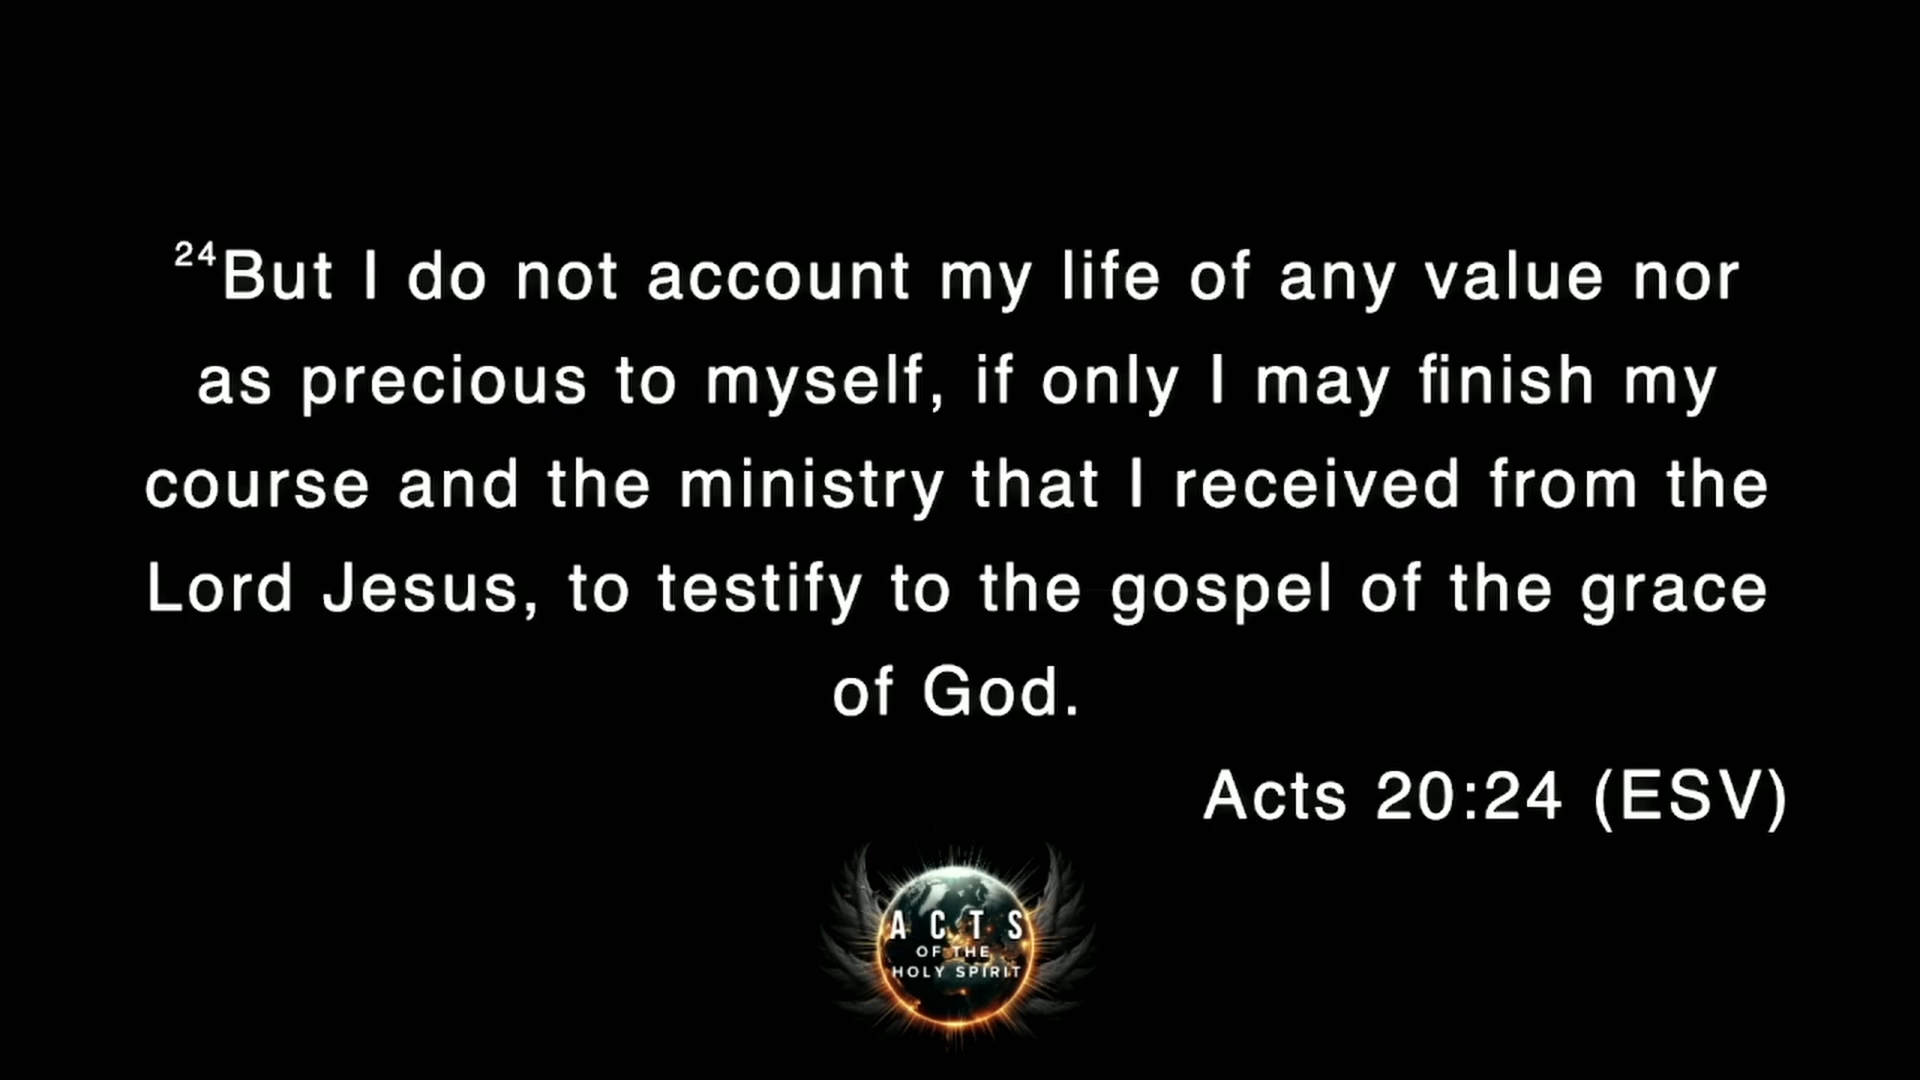 24But I do not account my life of any value nor
as precious to myself, if only I may finish my
course and the ministry that I received from the
Lord Jesus, to testify to the gospel of the grace
of God.
Acts 20:24 (ESV)
ACTS
OF THE
HOLY SPIRIT